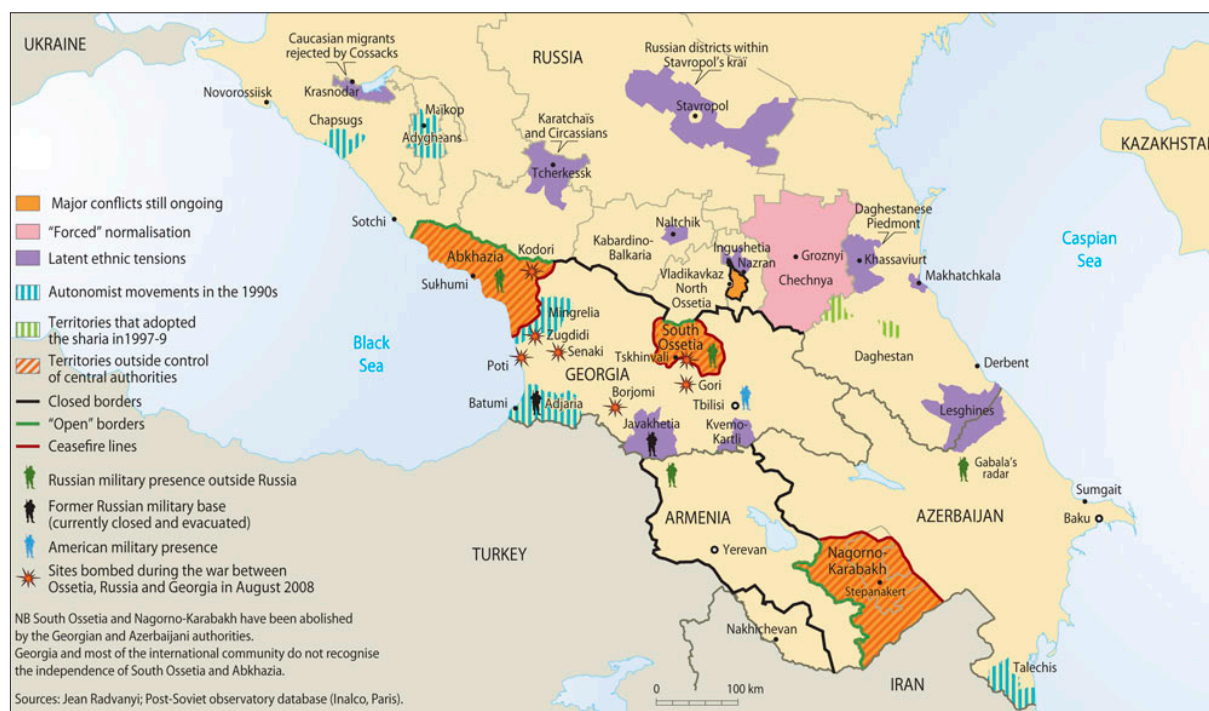 UKRAINE
RUSSIA
KAZAKHSTAN
Caucasian migrants
rejected by Cossacks
Russian districts within
Stavropol's kraï
Krasnodar
Novorossiisk
Chapsugs
Maïkop
Adygheans
Karatchaïs
and Circassians
Tcherkessk
Stavropol
Major conflicts still ongoing
"Forced" normalisation
Latent ethnic tensions
Autonomist movements in the 1990s
Territories that adopted
the sharia in1997-9
Territories outside control
of central authorities
Closed borders
"Open" borders
Ceasefire lines
Russian military presence outside Russia
Former Russian military base
(currently closed and evacuated)
American military presence
Sites bombed during the war between
Ossetia, Russia and Georgia in August 2008
NB South Ossetia and Nagorno-Karabakh have been abolished
by the Georgian and Azerbaijani authorities.
Georgia and most of the international community do not recognise
the independence of South Ossetia and Abkhazia.
Sources: Jean Radvanyi; Post-Soviet observatory database (Inalco, Paris).
Sotchi
Abkhazia
Kodori
Sukhumi
Kabardino-
Balkaria
Naltchik
Ingushetia
Nazran
Vladikavkaz
North
Ossetia
Groznyi
Chechnya
Daghestanese
Piedmont
Khassaviurt
Makhatchkala
Caspian
Sea
Black
Sea
Mingrelia
Zugdidi
Senaki
Poti
South
Ossetia
Tskhinvali
GEORGIA
Gori
Borjomi
Tbilisi
Batumi
Adjaria
Javakhetia
Kvemo-
Kartli
Daghestan
Derbent
Lesghines
Gabala's
radar
Sumgait
Baku
ARMENIA
Yerevan
AZERBAIJAN
TURKEY
Nagorno-
Karabakh
Stepanakert
Nakhichevan
Talechis
IRAN
0 100 km